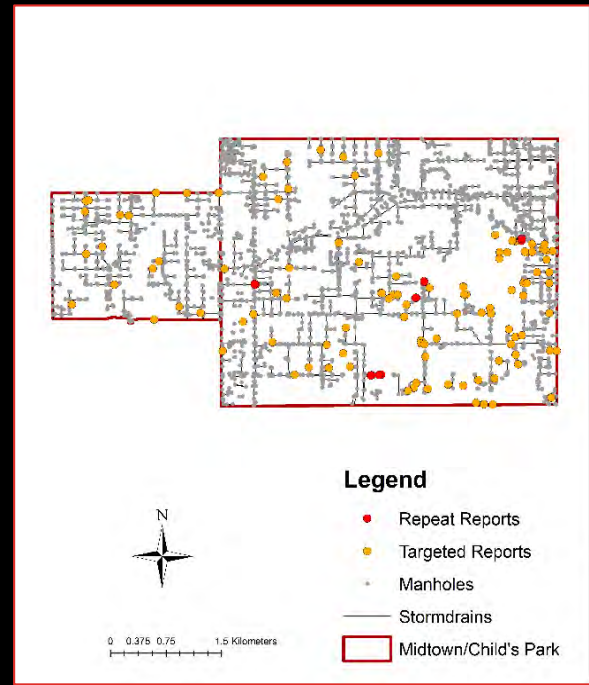 Legend
Repeat Reports
Targeted Reports
Manholes
Stormdrains
Midtown/Child's Park
N
0 0.375 0.75 1.5 Kilometers